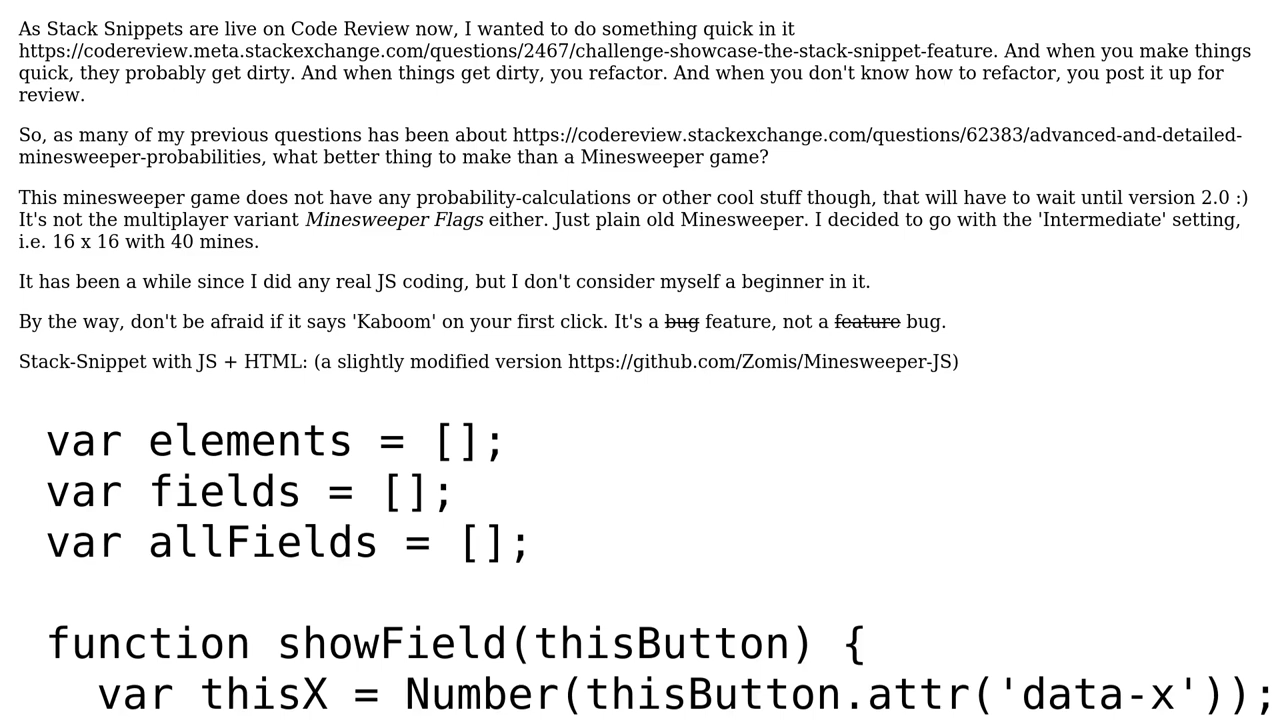 As Stack Snippets are live on Code Review now, I wanted to do something quick in it
https://codereview.meta.stackexchange.com/questions/2467/challenge-showcase-the-stack-snippet-feature. And when you make things
quick, they probably get dirty. And when things get dirty, you refactor. And when you don't know how to refactor, you post it up for
review.
So, as many of my previous questions has been about https://codereview.stackexchange.com/questions/62383/advanced-and-detailed-
minesweeper-probabilities, what better thing to make than a Minesweeper game?
This minesweeper game does not have any probability-calculations or other cool stuff though, that will have to wait until version 2.0 :)
It's not the multiplayer variant Minesweeper Flags either. Just plain old Minesweeper. I decided to go with the 'Intermediate' setting,
i.e. 16 x 16 with 40 mines.
It has been a while since I did any real JS coding, but I don't consider myself a beginner in it.
By the way, don't be afraid if it says 'Kaboom' on your first click. It's a bug feature, not a feature bug.
Stack-Snippet with JS + HTML: (a slightly modified version https://github.com/Zomis/Minesweeper-JS)
var elements = [];
var fields = [];
var allFields = [];
function showField(thisButton) {
  var thisX = Number(thisButton.attr('data-x'));